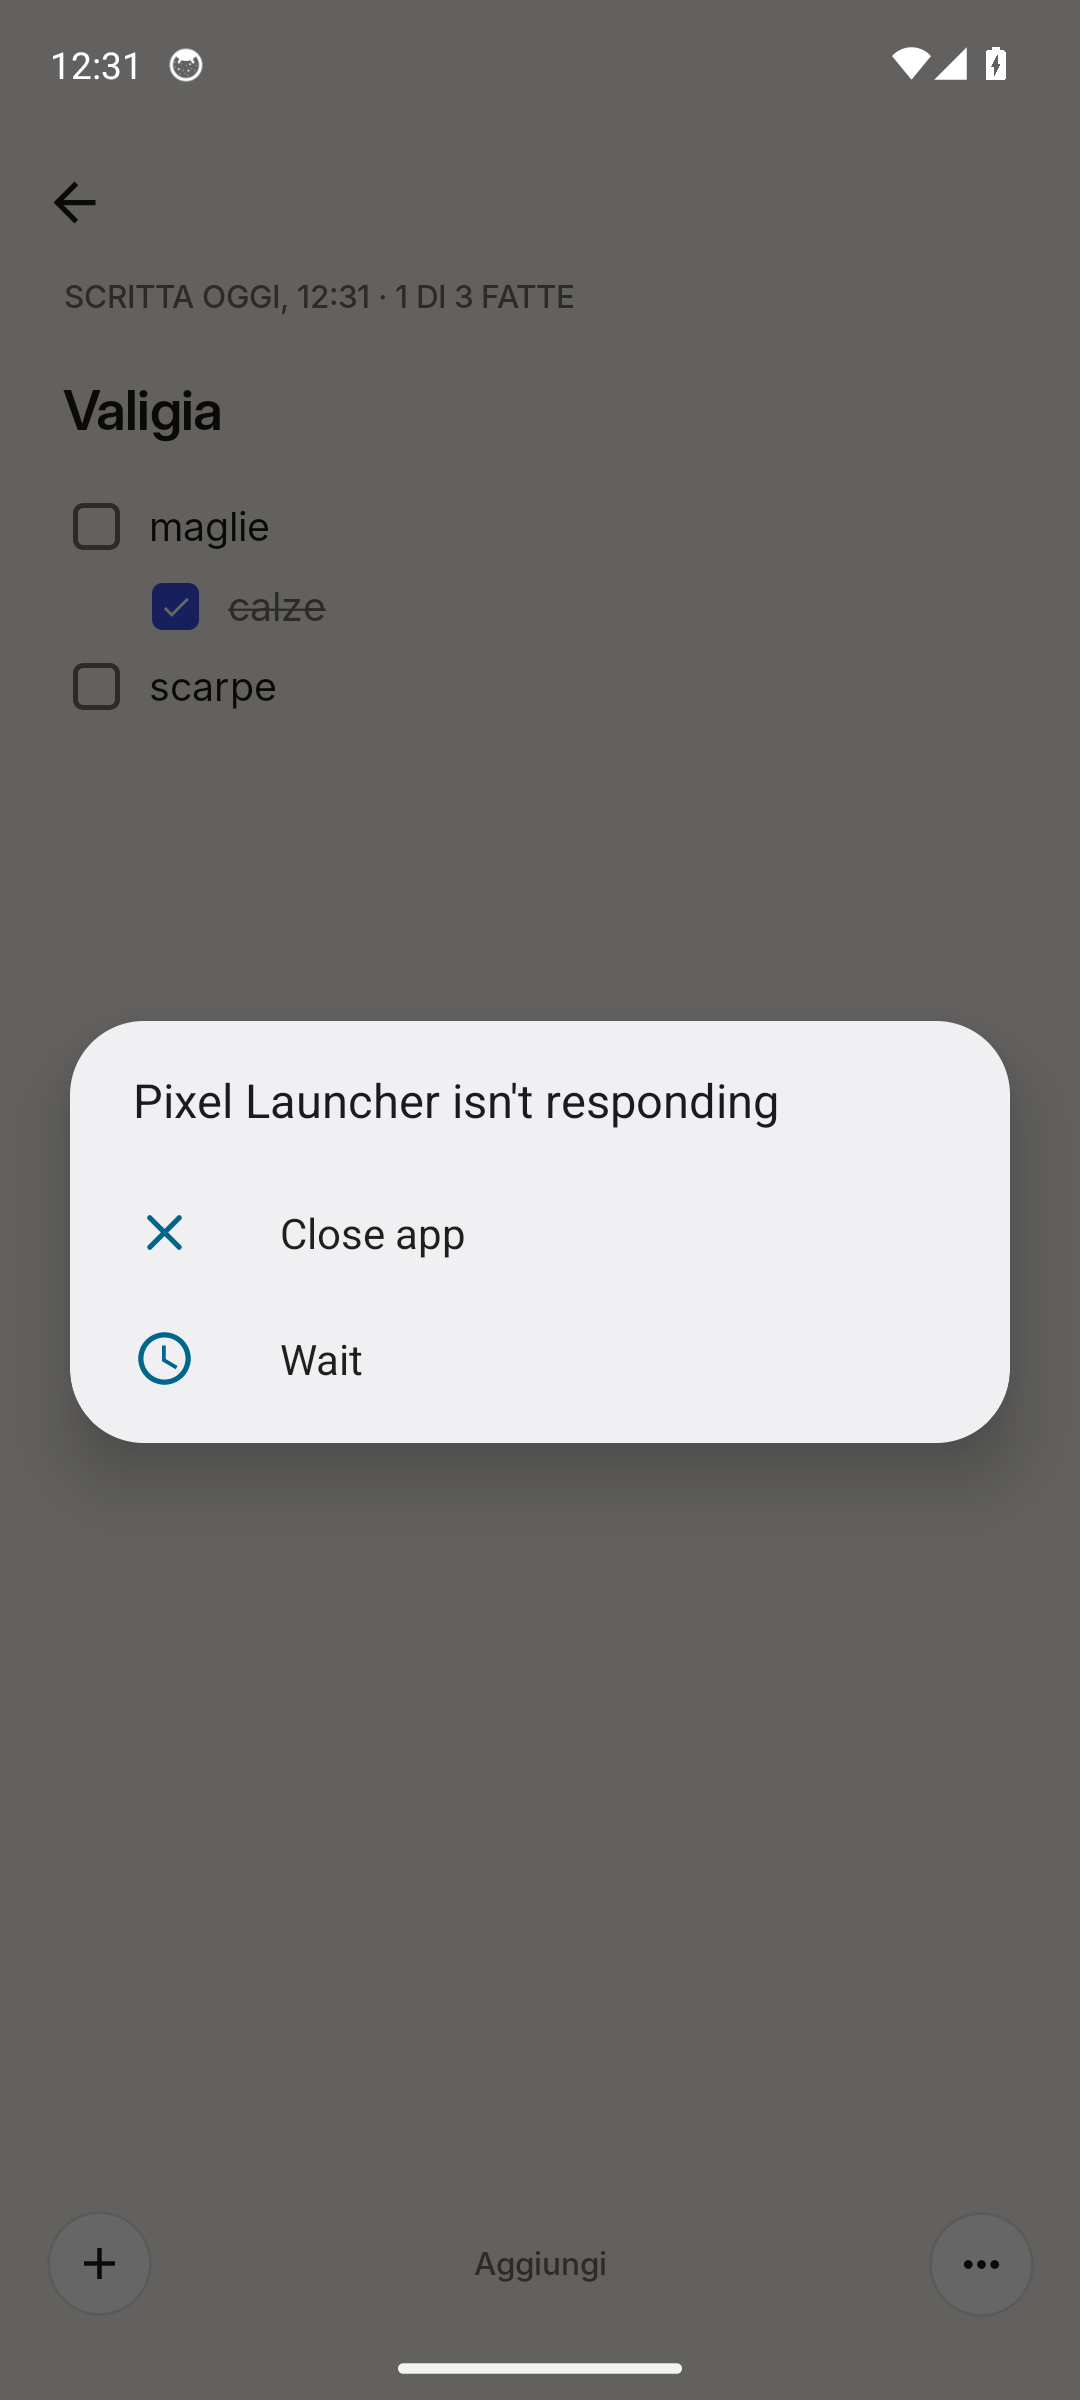 12:31
SCRITTA OGGI, 12:31 · 1 DI 3 FATTE
Valigia
maglie
calze
scarpe
Pixel Launcher isn't responding
Close app
Wait
Aggiungi